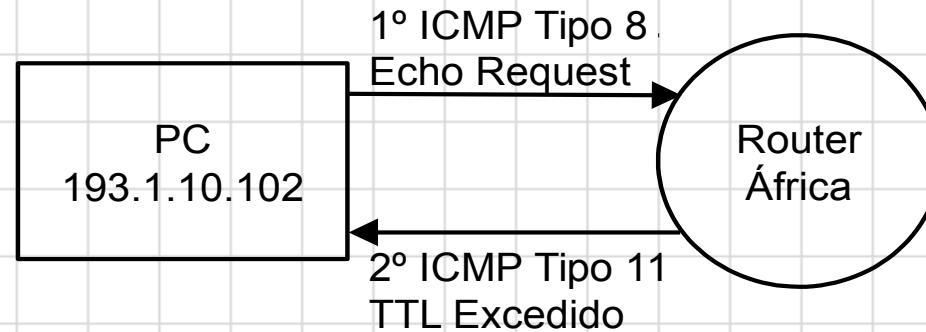 1º ICMP Tipo 8
Echo Request
PC
193.1.10.102
Router
África
2º ICMP Tipo 11
TTL Excedido